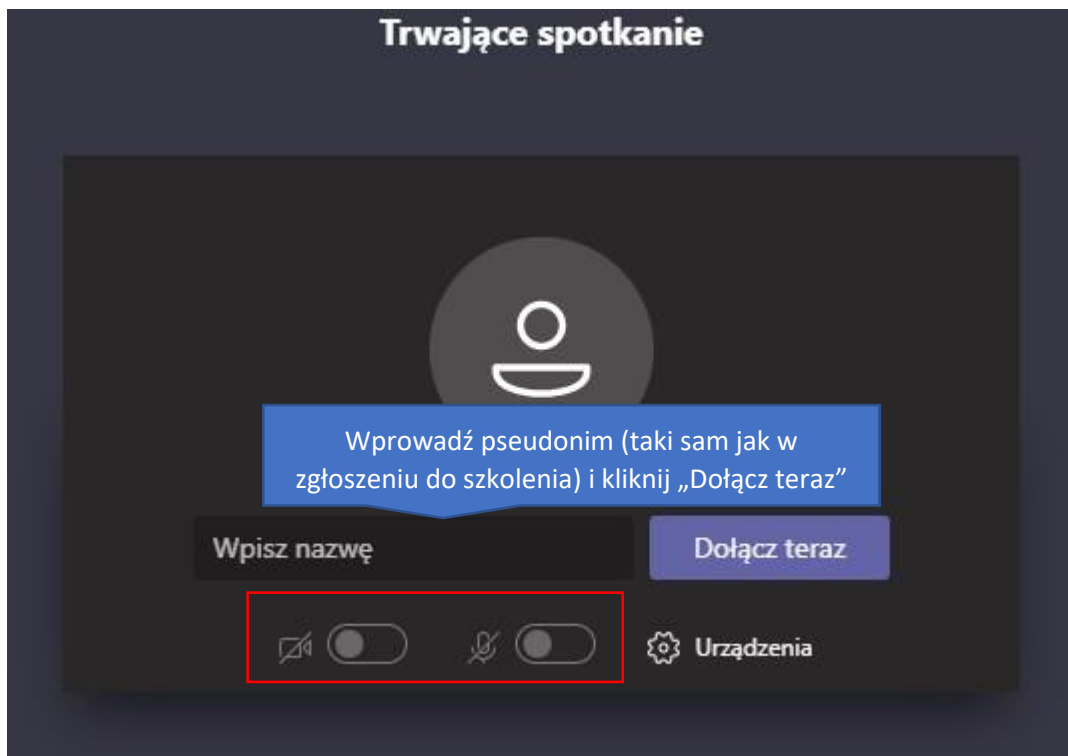 Trwające spotkanie
Wprowadź pseudonim (taki sam jak w
zgłoszeniu do szkolenia) i kliknij „Dołącz teraz”
Wpisz nazwę
Dołącz teraz
Urządzenia